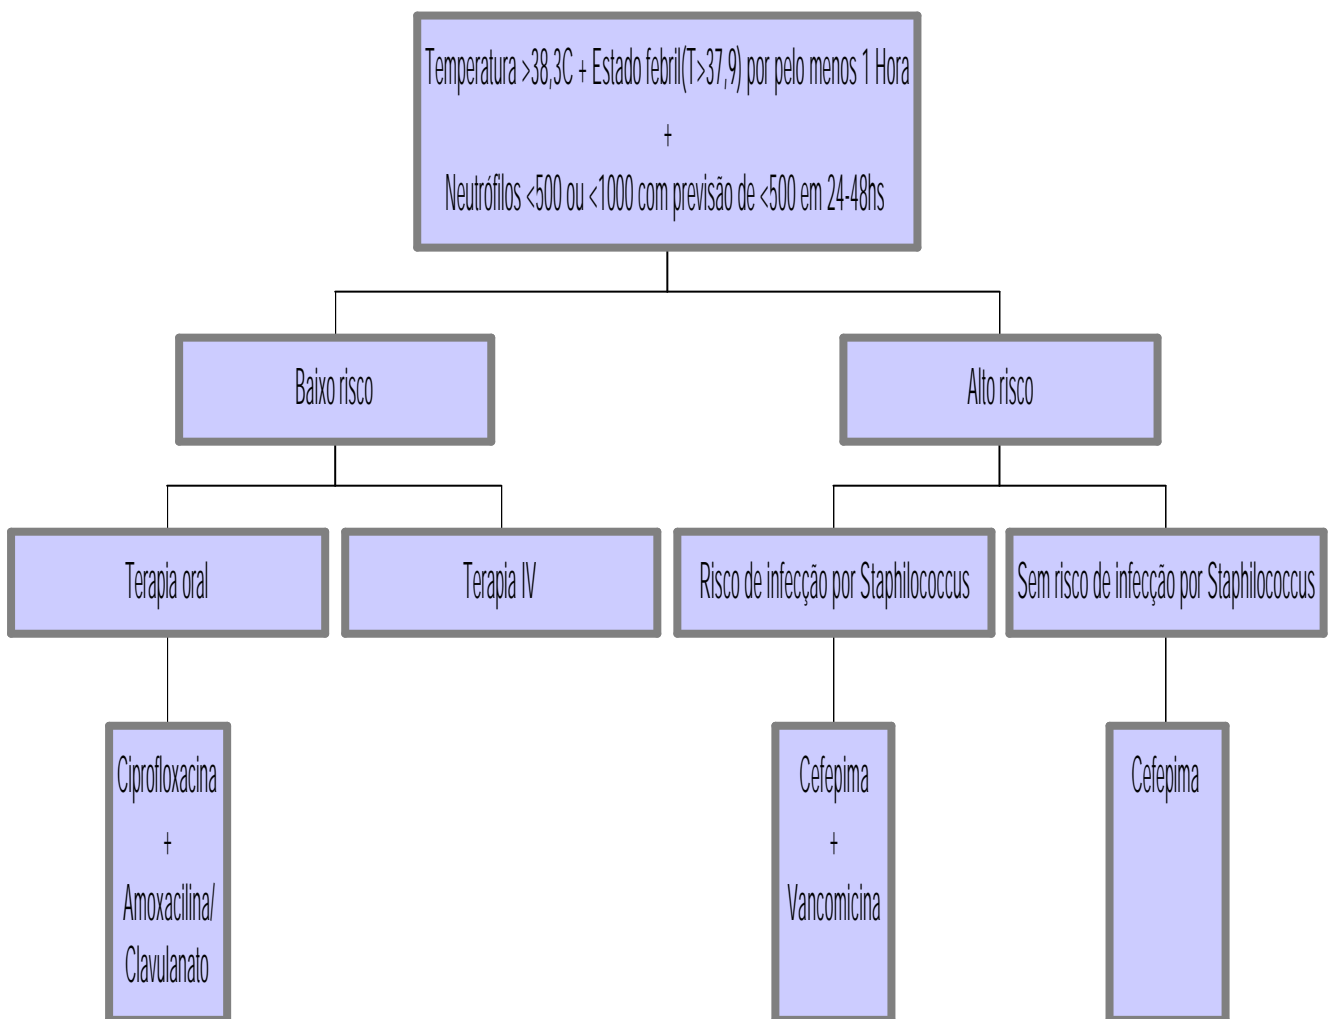 Temperatura >38,3C + Estado febril(T>37,9) por pelo menos 1 Hora
+
Neutrófilos <500 ou <1000 com previsão de <500 em 24-48hs
Baixo risco
Alto risco
Terapia oral
Terapia IV
Risco de infecção por Staphilococcus
Sem risco de infecção por Staphilococcus
Ciprofloxacina
+
Amoxacilina/
Clavulanato
Cefepima
+
Vancomicina
Cefepima